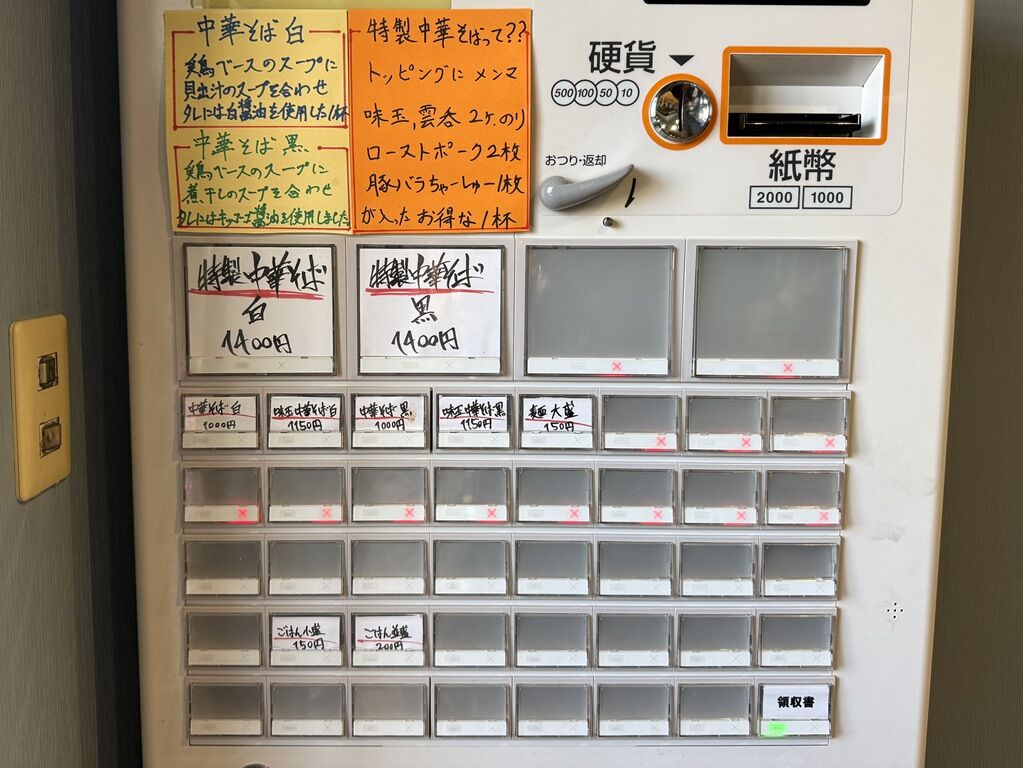 中華そば 白
鶏ベースのスープに
貝出汁のスープを合わせ
タレには白醤油を使用した1杯
中華そば 黒
鶏ベースのスープに
煮干しのスープを合わせ
タレにはキッコーゴ醤油を使用しました
特製中華そばって??
トッピングに メンマ
味玉,雲呑 2ヶ.のり
ローストポーク2枚
豚バラちゃーしゅー1枚
が入った お得な1杯
硬貨
500 100 50 10
おつり・返却
紙幣
2000 1000
特製中華そば
白
1400円
特製中華そば
黒
1400円
中華そば 白
1000円
味玉中華そば白
1150円
中華そば 黒
1000円
味玉中華そば黒
1150円
麺 大盛
150円
ごはん小盛
150円
ごはん並盛
200円
領収書